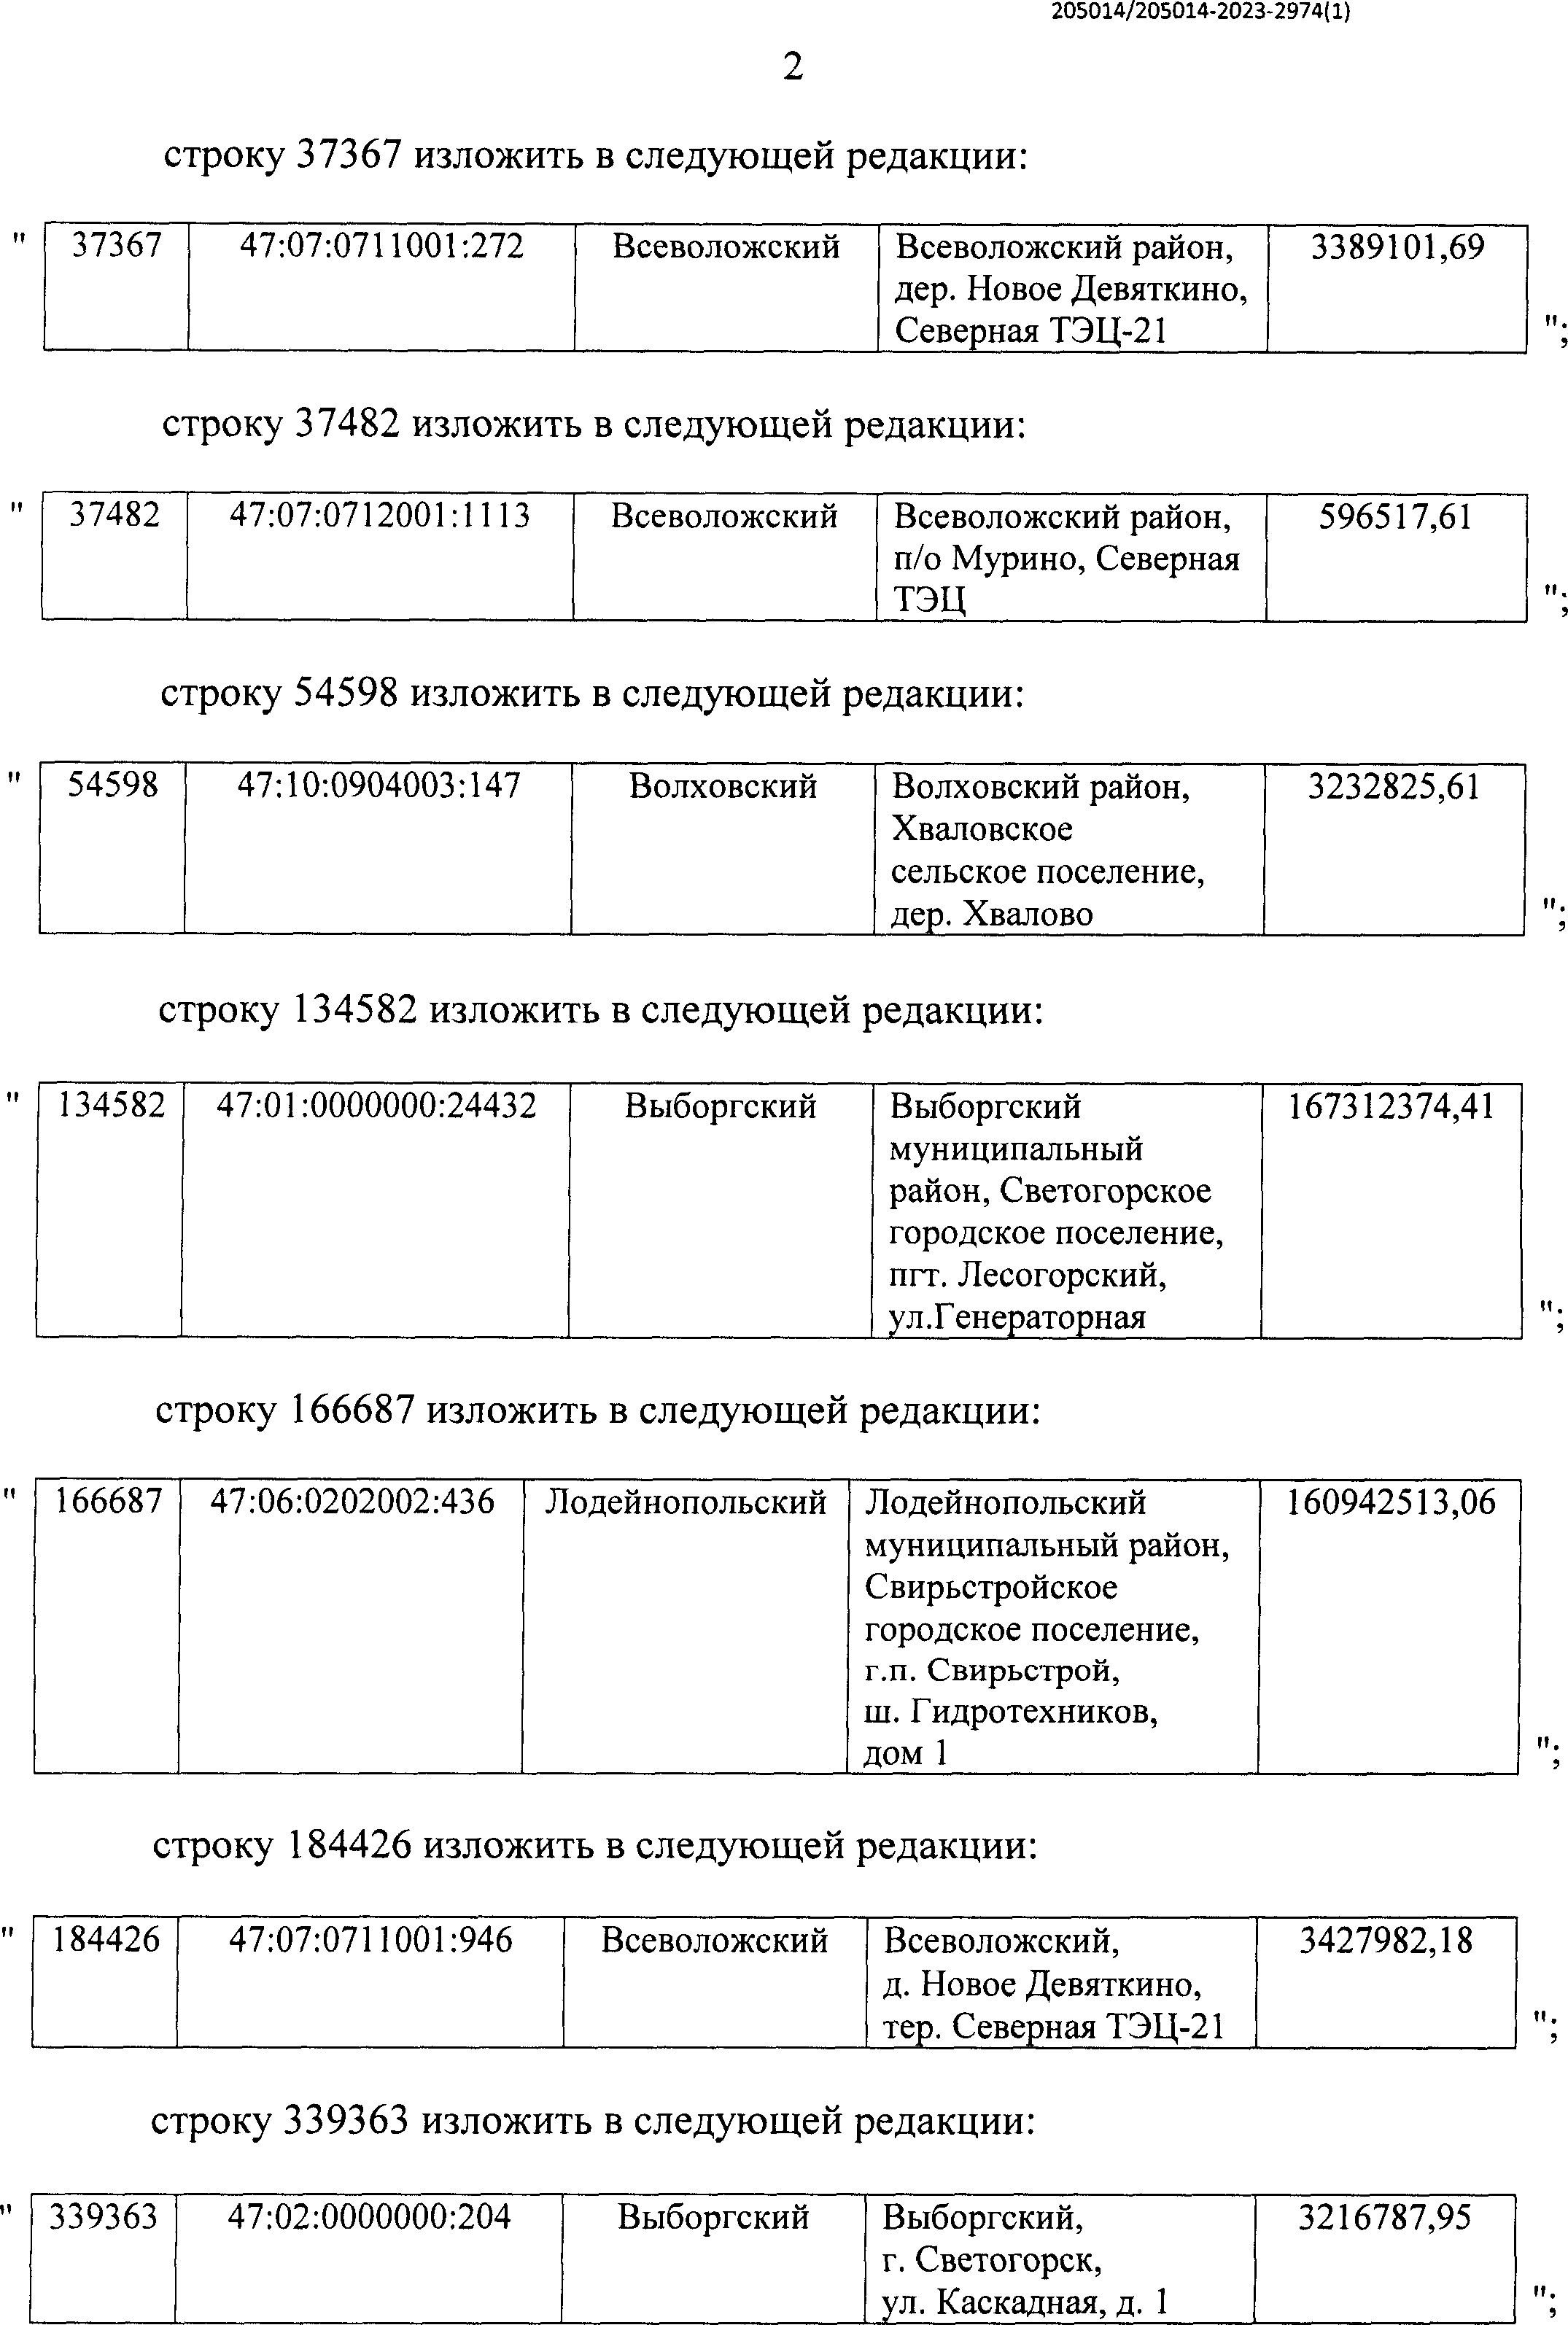 205014/205014-2023-2974(1)
2
строку 37367 изложить в следующей редакции:
" 37367 47:07:0711001:272 Всеволожский Всеволожский район, 3389101,69
дер. Новое Девяткино,
Северная ТЭЦ-21 ";
строку 37482 изложить в следующей редакции:
" 37482 47:07:0712001:1113 Всеволожский Всеволожский район, 596517,61
п/о Мурино, Северная
ТЭЦ ";
строку 54598 изложить в следующей редакции:
" 54598 47:10:0904003:147 Волховский Волховский район, 3232825,61
Хваловское
сельское поселение,
дер. Хвалово ";
строку 134582 изложить в следующей редакции:
" 134582 47:01:0000000:24432 Выборгский Выборгский 167312374,41
муниципальный
район, Светогорское
городское поселение,
пгт. Лесогорский,
ул.Генераторная ";
строку 166687 изложить в следующей редакции:
" 166687 47:06:0202002:436 Лодейнопольский Лодейнопольский 160942513,06
муниципальный район,
Свирьстройское
городское поселение,
г.п. Свирьстрой,
ш. Гидротехников,
дом 1 ";
строку 184426 изложить в следующей редакции:
" 184426 47:07:0711001:946 Всеволожский Всеволожский, 3427982,18
д. Новое Девяткино,
тер. Северная ТЭЦ-21 ";
строку 339363 изложить в следующей редакции:
" 339363 47:02:0000000:204 Выборгский Выборгский, 3216787,95
г. Светогорск,
ул. Каскадная, д. 1 ";